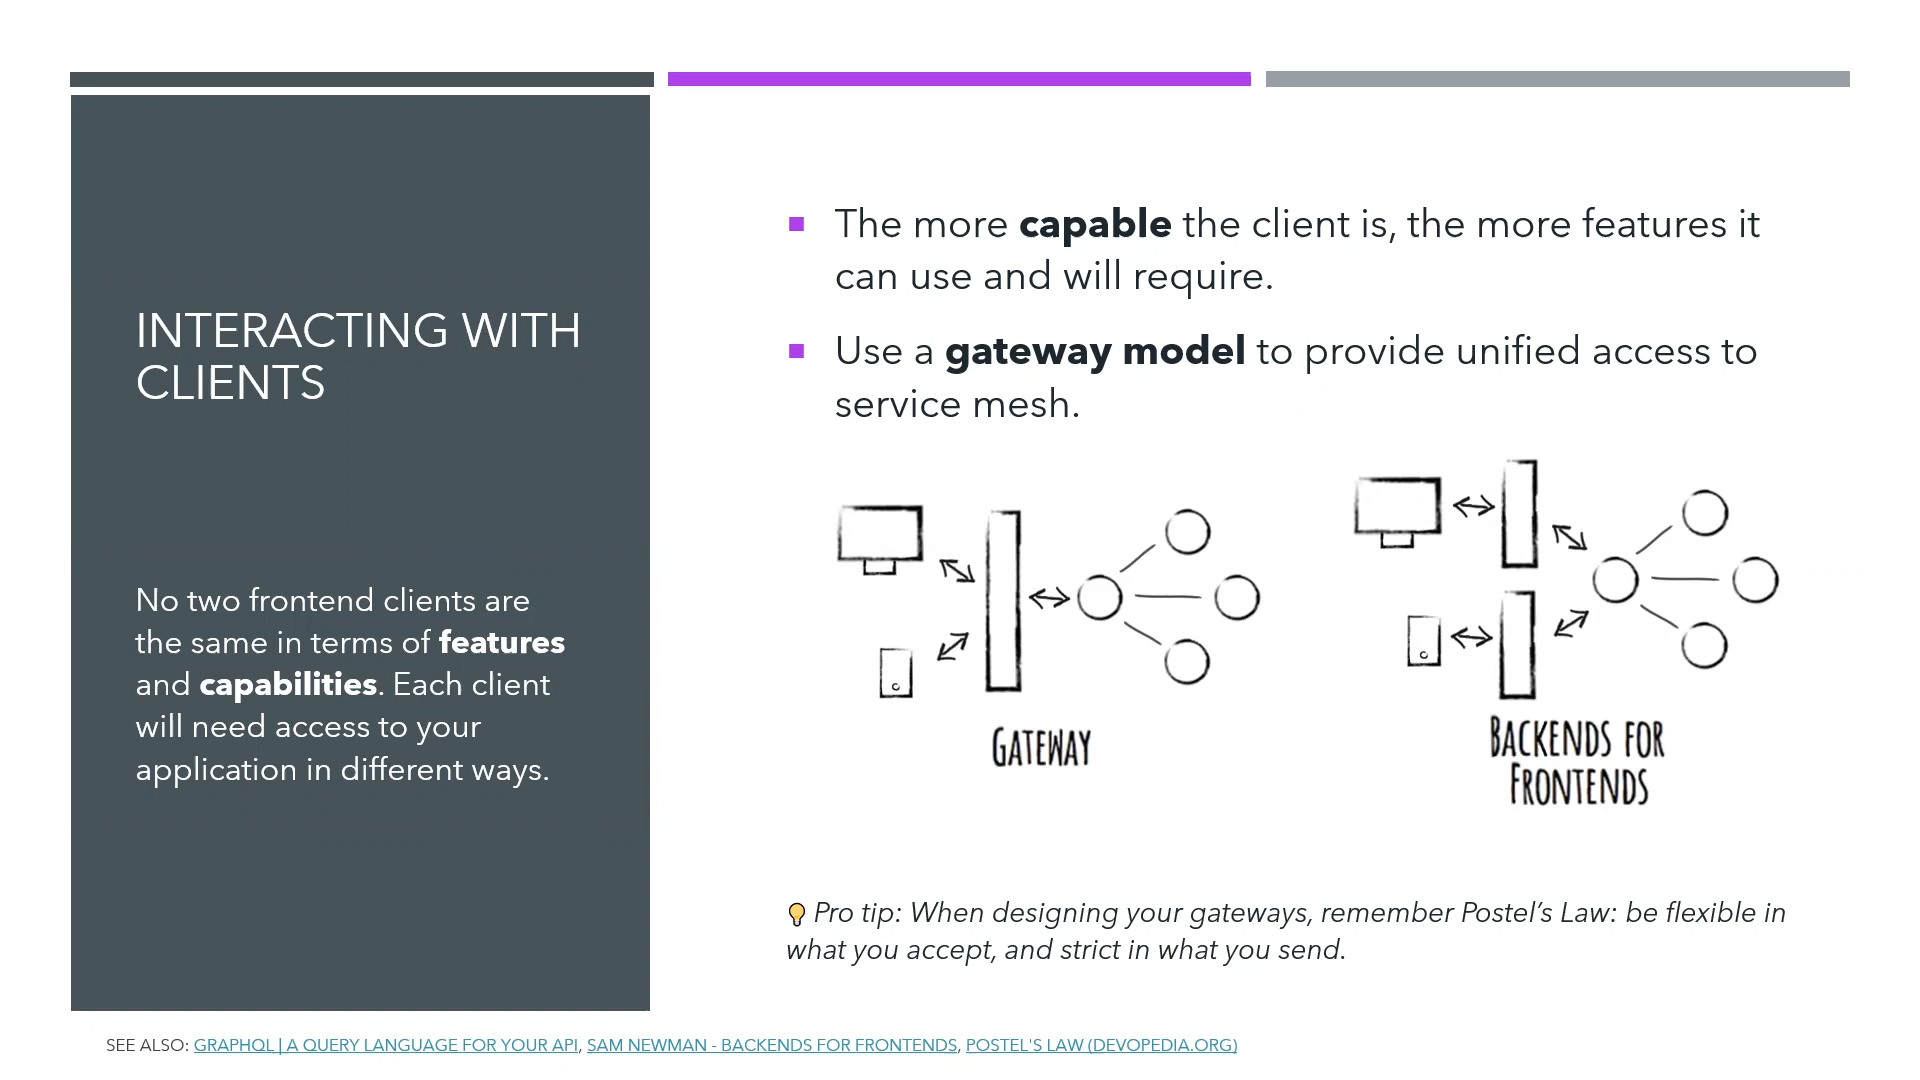 INTERACTING WITH
CLIENTS
No two frontend clients are
the same in terms of features
and capabilities. Each client
will need access to your
application in different ways.
The more capable the client is, the more features it
can use and will require.
Use a gateway model to provide unified access to
service mesh.
GATEWAY
BACKENDS FOR
FRONTENDS
Pro tip: When designing your gateways, remember Postel’s Law: be flexible in
what you accept, and strict in what you send.
SEE ALSO: GRAPHQL | A QUERY LANGUAGE FOR YOUR API, SAM NEWMAN - BACKENDS FOR FRONTENDS, POSTEL'S LAW (DEVOPEDIA.ORG)